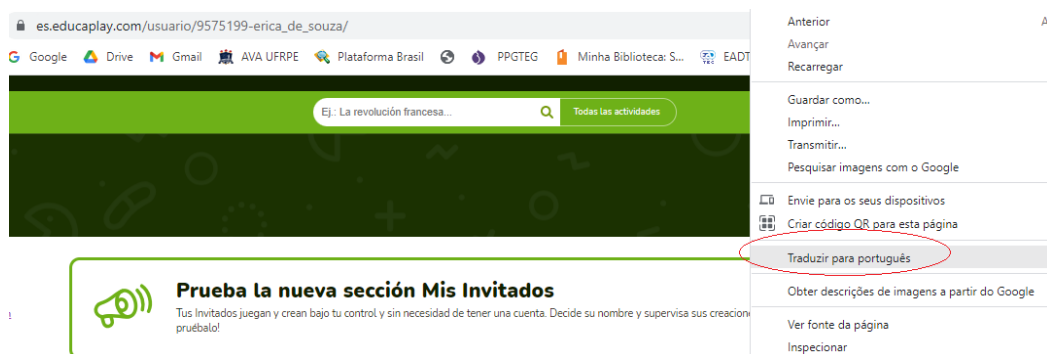 es.educaplay.com/usuario/9575199-erica_de_souza/
Google Drive Gmail AVA UFRPE Plataforma Brasil PPGTEG Minha Biblioteca: S... EADT
Ej.: La revolución francesa... Todas las actividades
Prueba la nueva sección Mis Invitados
Tus Invitados juegan y crean bajo tu control y sin necesidad de tener una cuenta. Decide su nombre y supervisa sus creacione
pruébalo!
Anterior
Avançar
Recarregar
Guardar como...
Imprimir...
Transmitir...
Pesquisar imagens com o Google
Envie para os seus dispositivos
Criar código QR para esta página
Traduzir para português
Obter descrições de imagens a partir do Google
Ver fonte da página
Inspecionar